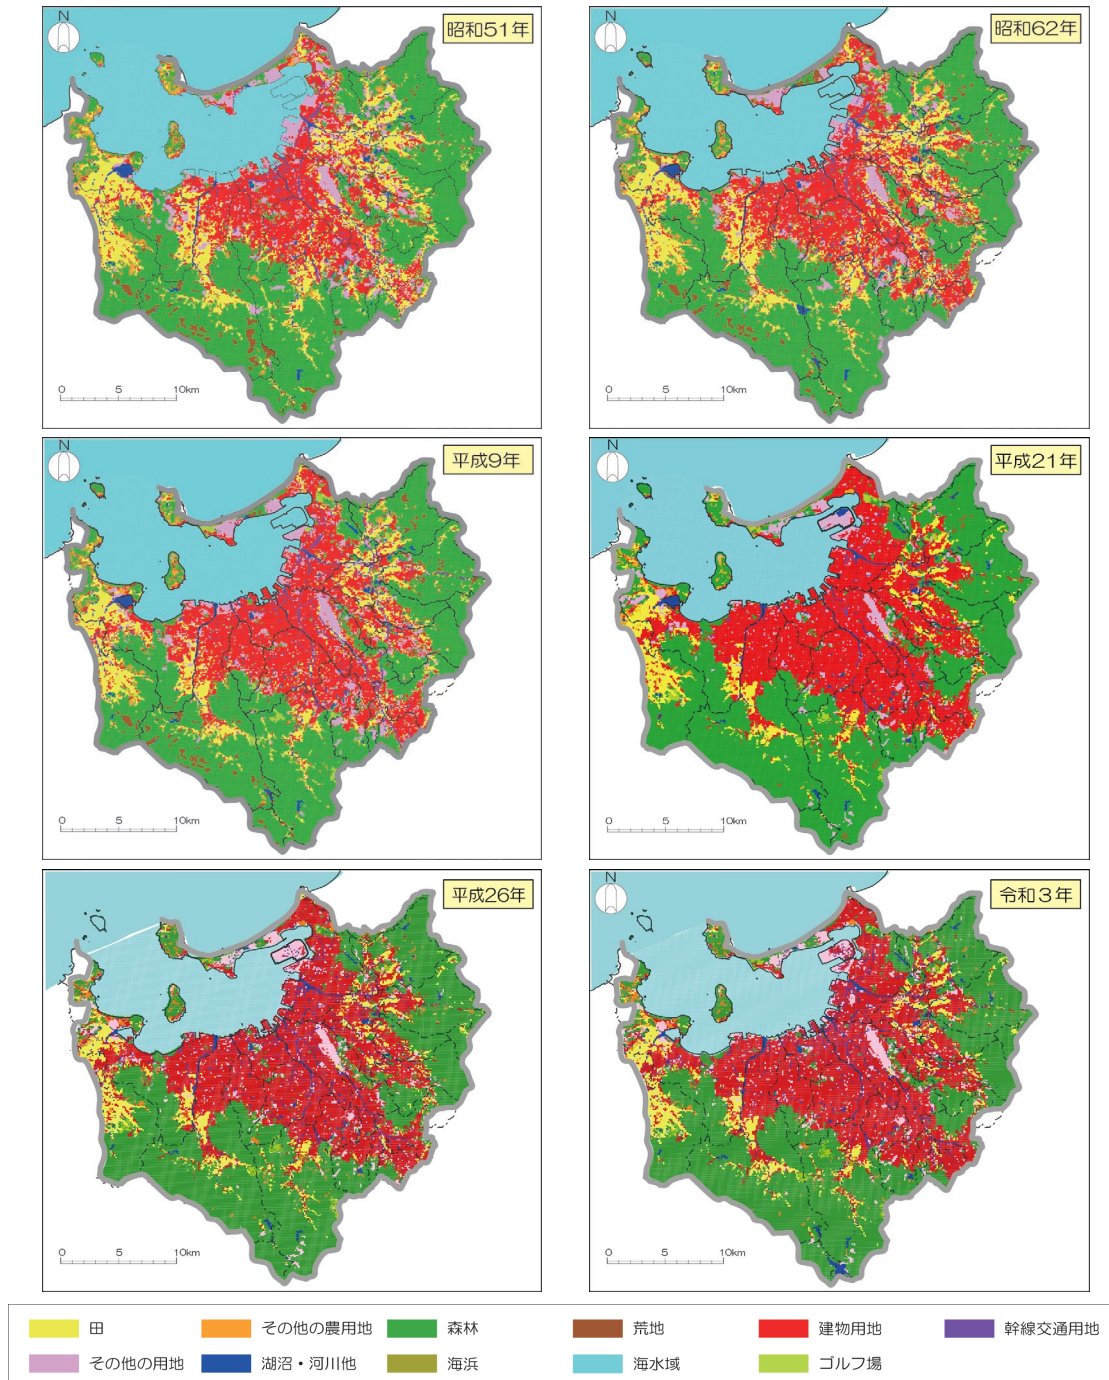 N
昭和51年
0 5 10km
N
昭和62年
0 5 10km
N
平成9年
0 5 10km
N
平成21年
0 5 10km
平成26年
0 5 10km
N
令和3年
0 5 10km
田 その他の農用地 森林 荒地 建物用地 幹線交通用地
その他の用地 湖沼・河川他 海浜 海水域 ゴルフ場